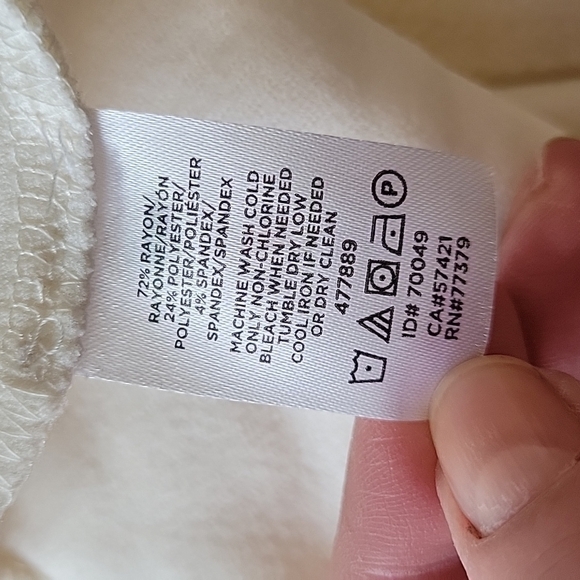 72% RAYON/
RAYONNE/RAYÓN
24% POLYESTER/
POLYESTER/POLIÉSTER
4% SPANDEX/
SPANDEX/SPANDEX
MACHINE WASH COLD
ONLY NON-CHLORINE
BLEACH WHEN NEEDED
TUMBLE DRY LOW
COOL IRON IF NEEDED
OR DRY CLEAN
477889
P
ID# 70049
CA#57421
RN#77379